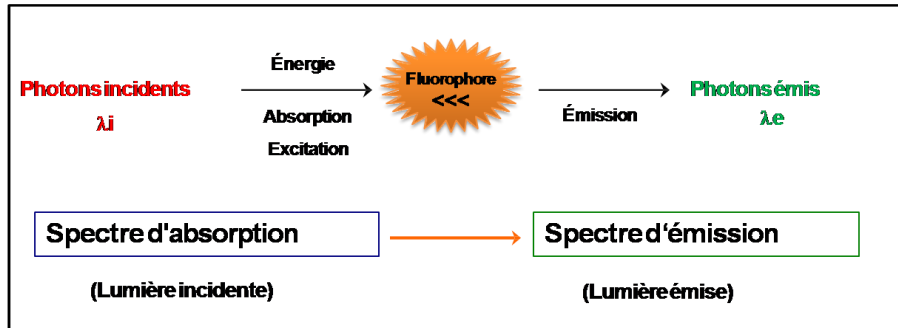 Énergie
Photons incidents
λi
Absorption
Excitation
Fluorophore
<<<
Émission
Photons émis
λe
Spectre d'absorption
(Lumière incidente)
Spectre d‘émission
(Lumière émise)